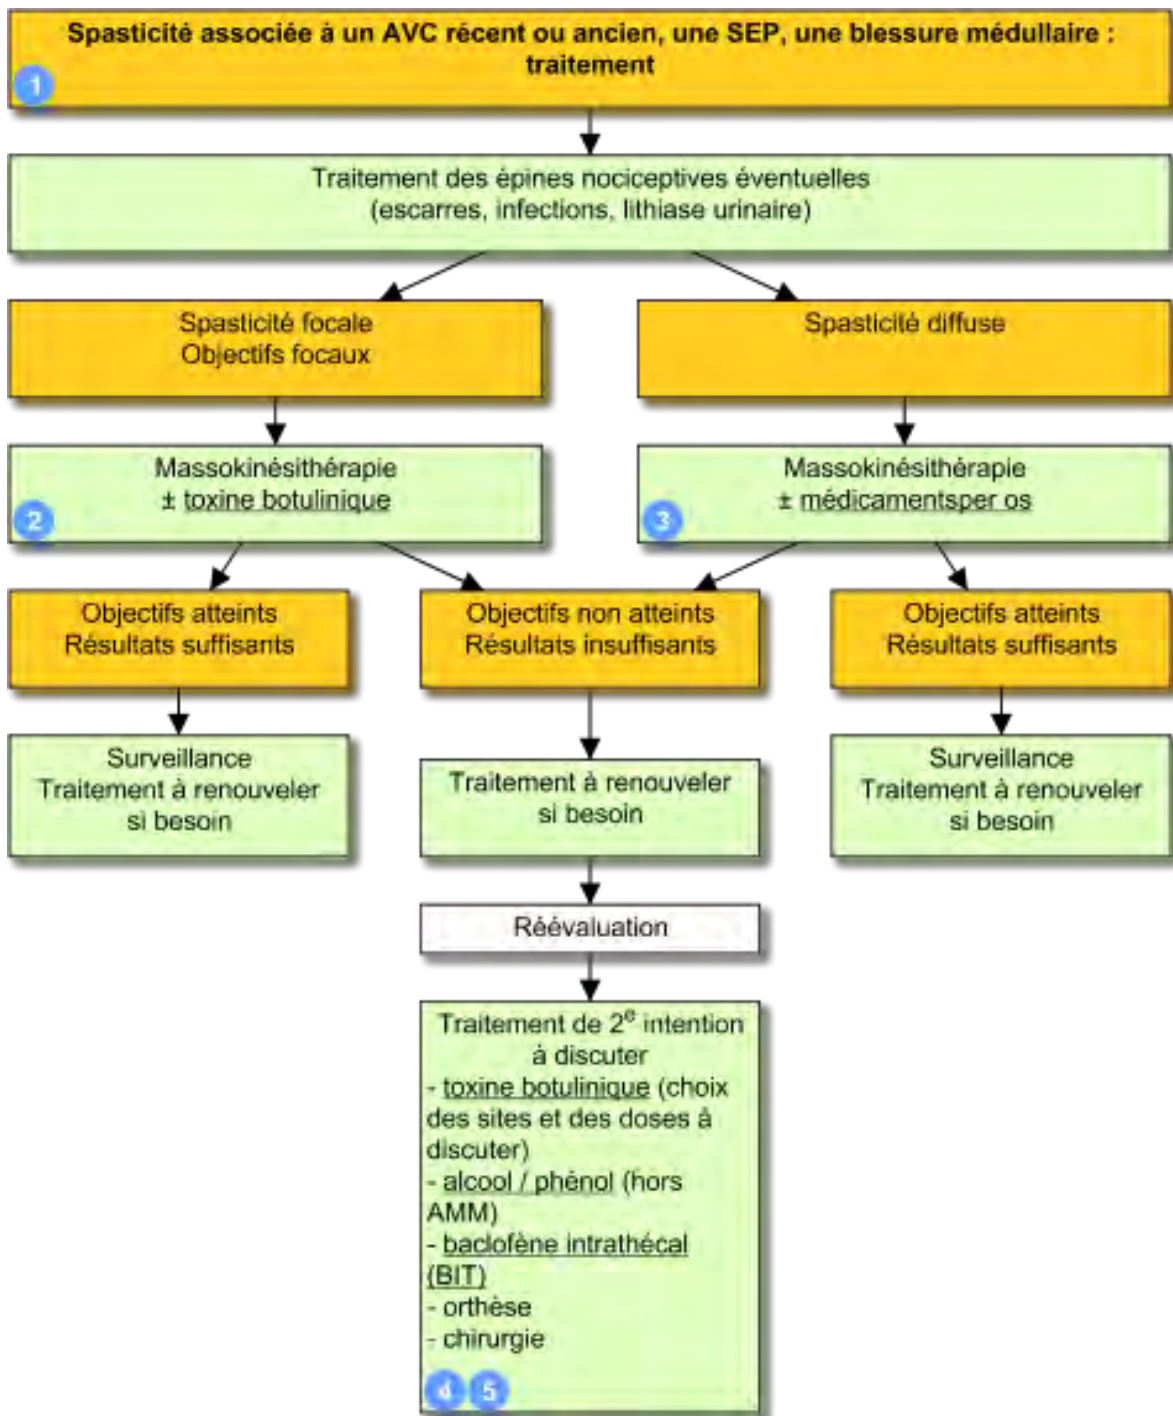 Spasticité associée à un AVC récent ou ancien, une SEP, une blessure médullaire :
traitement
1
Traitement des épines nociceptives éventuelles
(escarres, infections, lithiase urinaire)
Spasticité focale
Objectifs focaux
Spasticité diffuse
Massokinésithérapie
± toxine botulinique
2
Massokinésithérapie
± médicamentsper os
3
Objectifs atteints
Résultats suffisants
Objectifs non atteints
Résultats insuffisants
Objectifs atteints
Résultats suffisants
Surveillance
Traitement à renouveler
si besoin
Traitement à renouveler
si besoin
Surveillance
Traitement à renouveler
si besoin
Réévaluation
Traitement de 2e intention
à discuter
- toxine botulinique (choix
des sites et des doses à
discuter)
- alcool / phénol (hors
AMM)
- baclofène intrathécal
(BIT)
- orthèse
- chirurgie
4 5